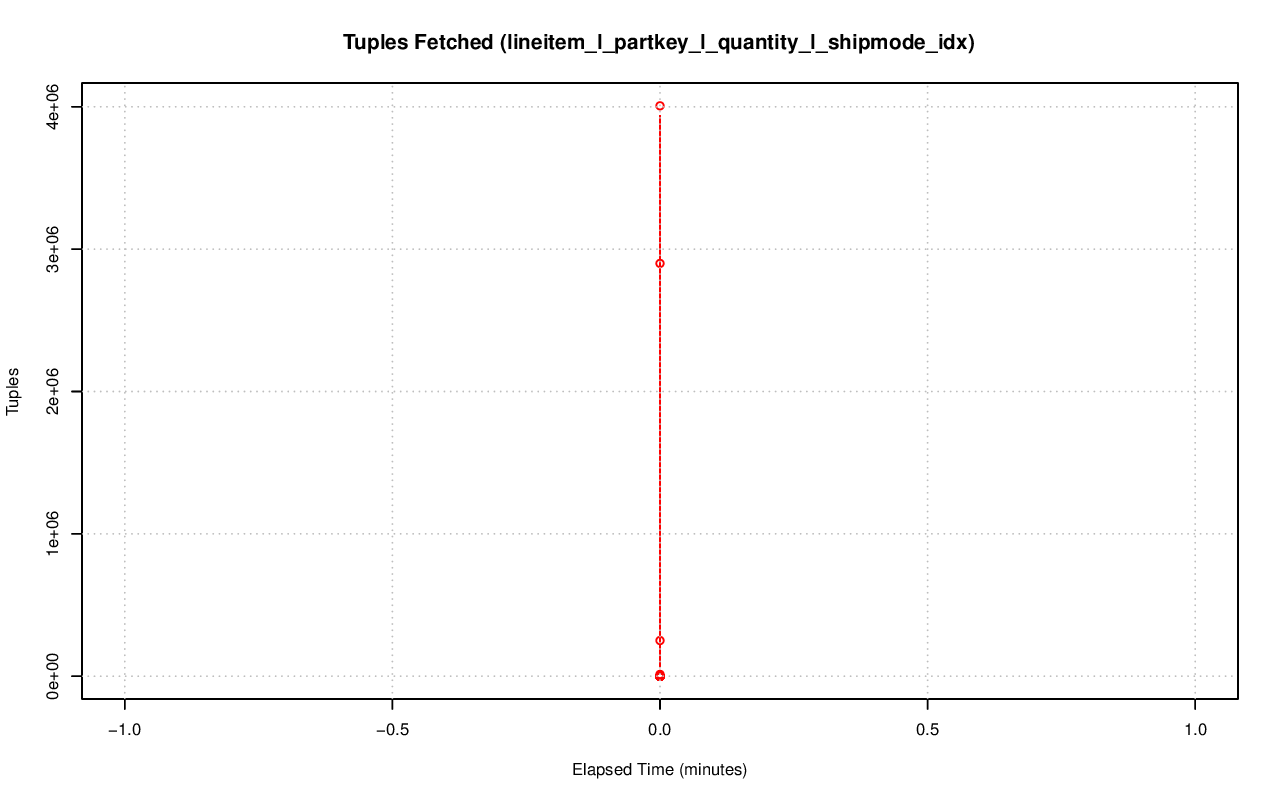 Tuples Fetched (lineitem_l_partkey_l_quantity_l_shipmode_idx)
4e+06
3e+06
2e+06
1e+06
0e+00
Tuples
−1.0 −0.5 0.0 0.5 1.0
Elapsed Time (minutes)